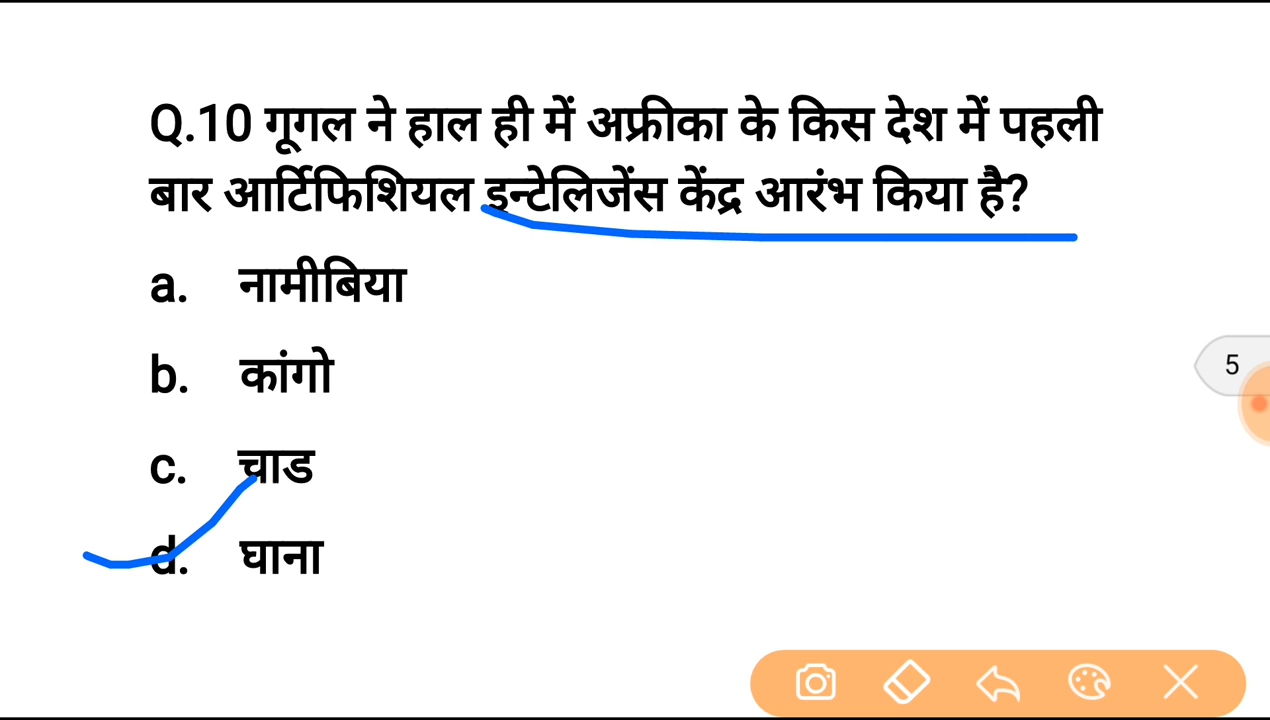 Q.10 गूगल ने हाल ही में अफ्रीका के किस देश में पहली
बार आर्टिफिशियल इन्टेलिजेंस केंद्र आरंभ किया है?
a. नामीबिया
b. कांगो
5
c. चाड
d. घाना